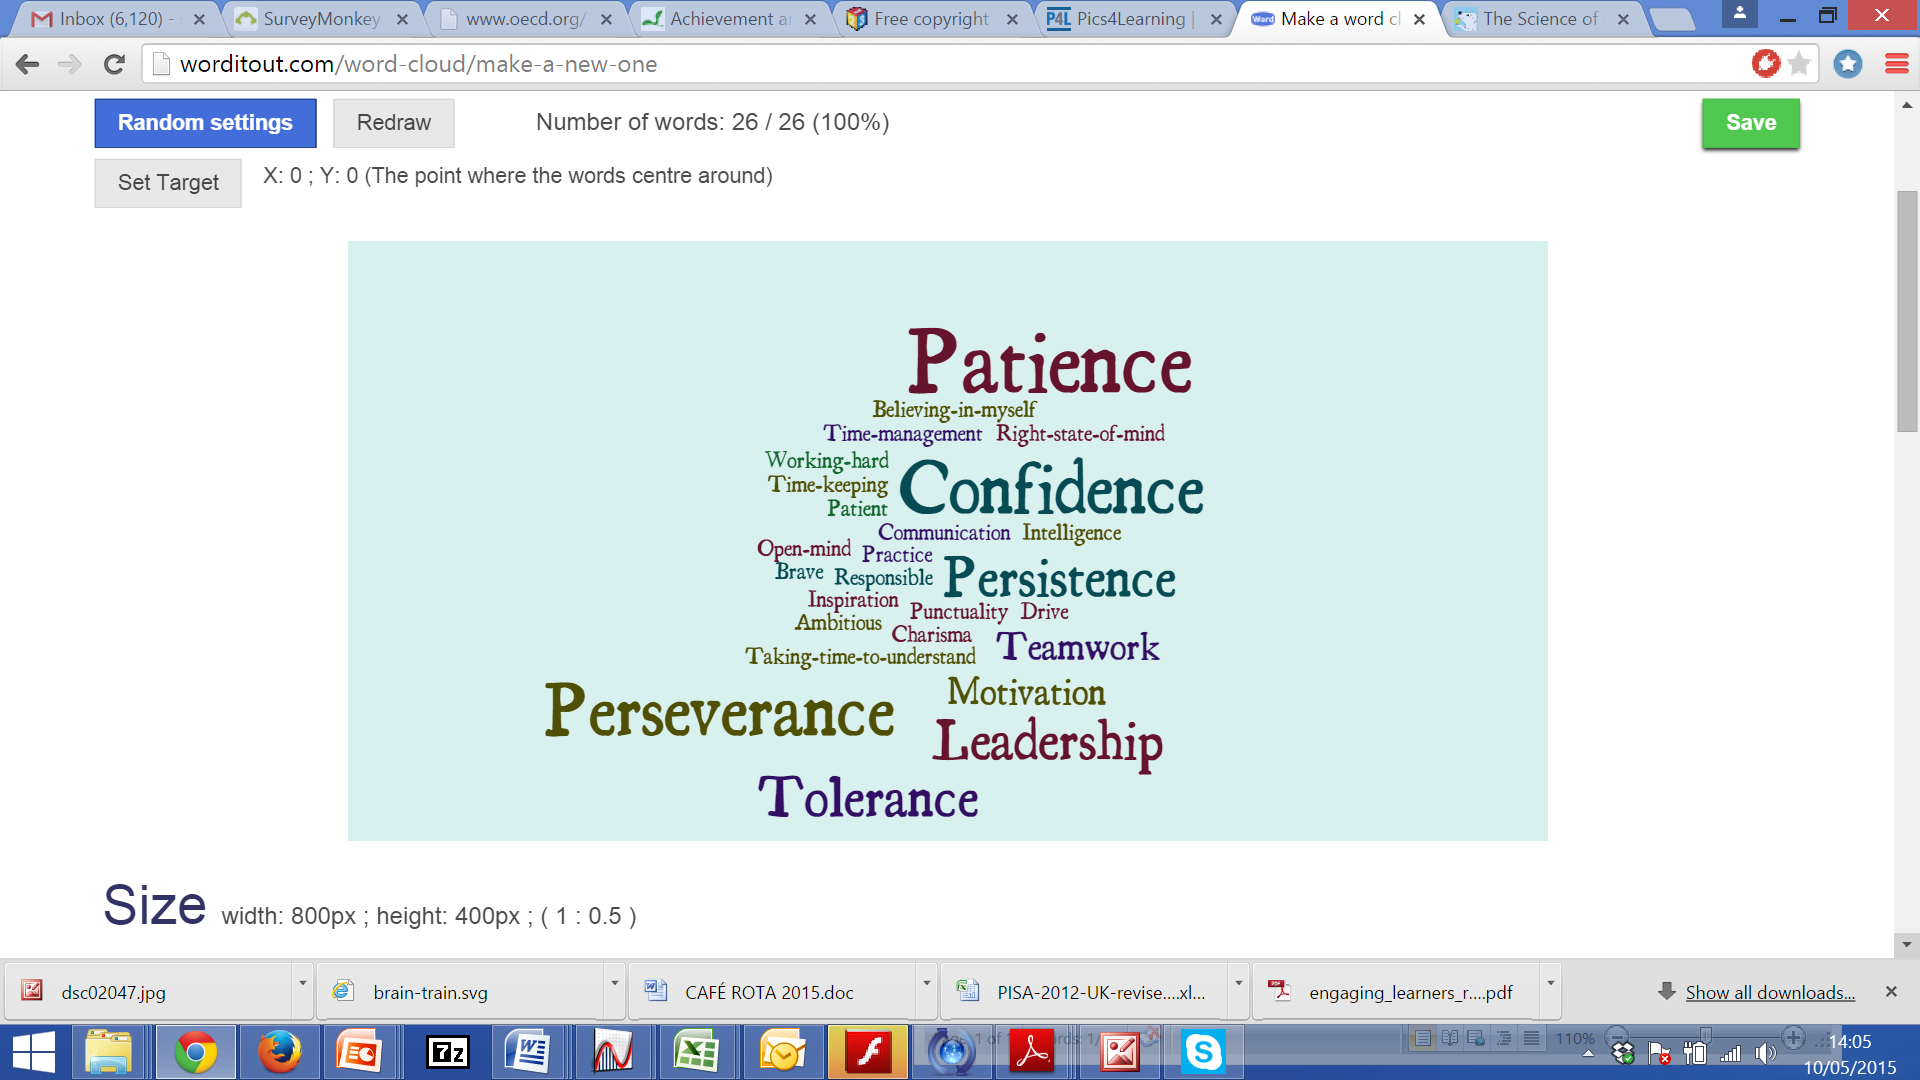 Inbox (6,120) -
SurveyMonkey
www.oecd.org/
Achievement a
Free copyright
P4L Pics4Learning |
Word Make a word cl
The Science of
worditout.com/word-cloud/make-a-new-one
Random settings
Redraw
Number of words: 26 / 26 (100%)
Save
Set Target
X: 0 ; Y: 0 (The point where the words centre around)
Patience
Believing-in-myself
Time-management Right-state-of-mind
Working-hard
Time-keeping
Confidence
Patient
Communication Intelligence
Open-mind Practice
Brave Responsible
Persistence
Inspiration
Punctuality Drive
Ambitious
Charisma
Teamwork
Taking-time-to-understand
Motivation
Perseverance
Leadership
Tolerance
Size width: 800px ; height: 400px ; ( 1 : 0.5 )
dsc02047.jpg
brain-train.svg
CAFÉ ROTA 2015.doc
PISA-2012-UK-revise....xl...
engaging_learners_r....pdf
Show all downloads...
7z
110%
14:05
10/05/2015